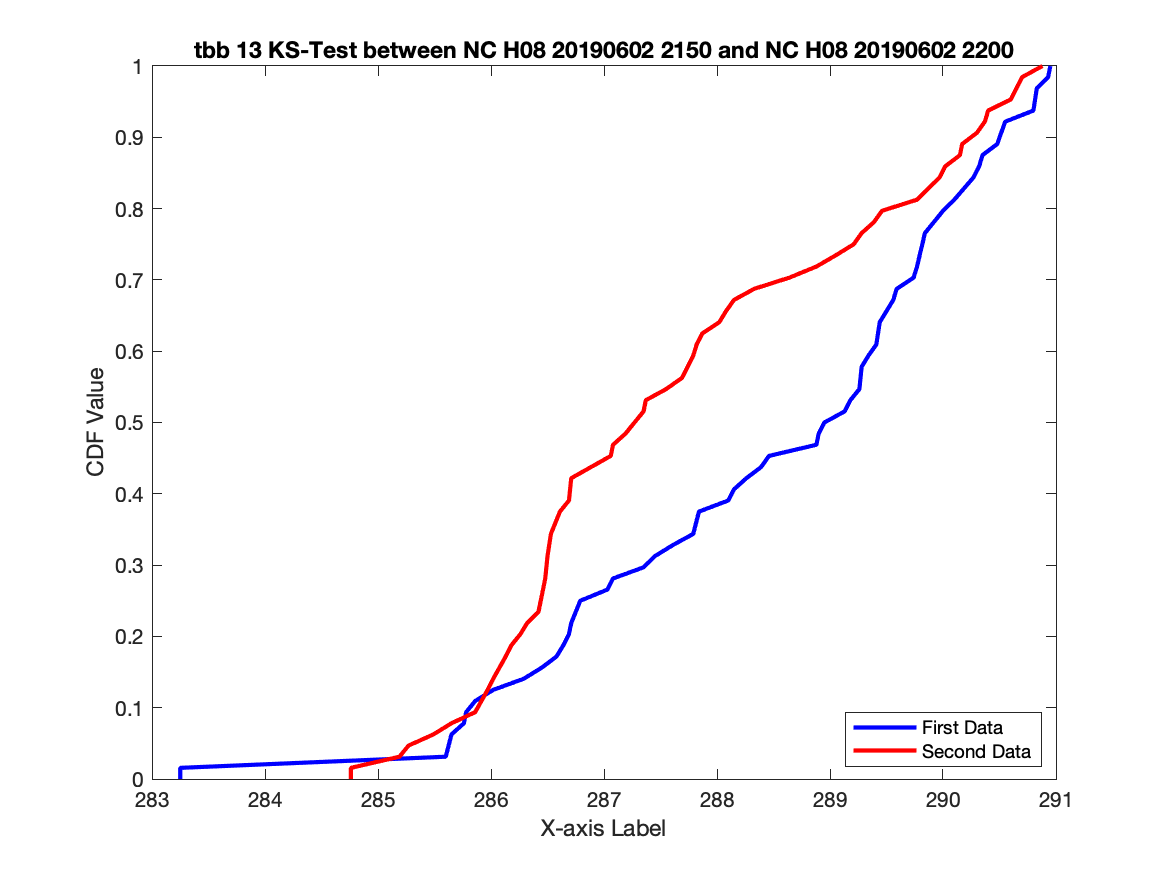 tbb 13 KS-Test between NC H08 20190602 2150 and NC H08 20190602 2200
1
0.9
0.8
0.7
0.6
0.5
0.4
0.3
0.2
0.1
0
CDF Value
First Data
Second Data
283 284 285 286 287 288 289 290 291
X-axis Label